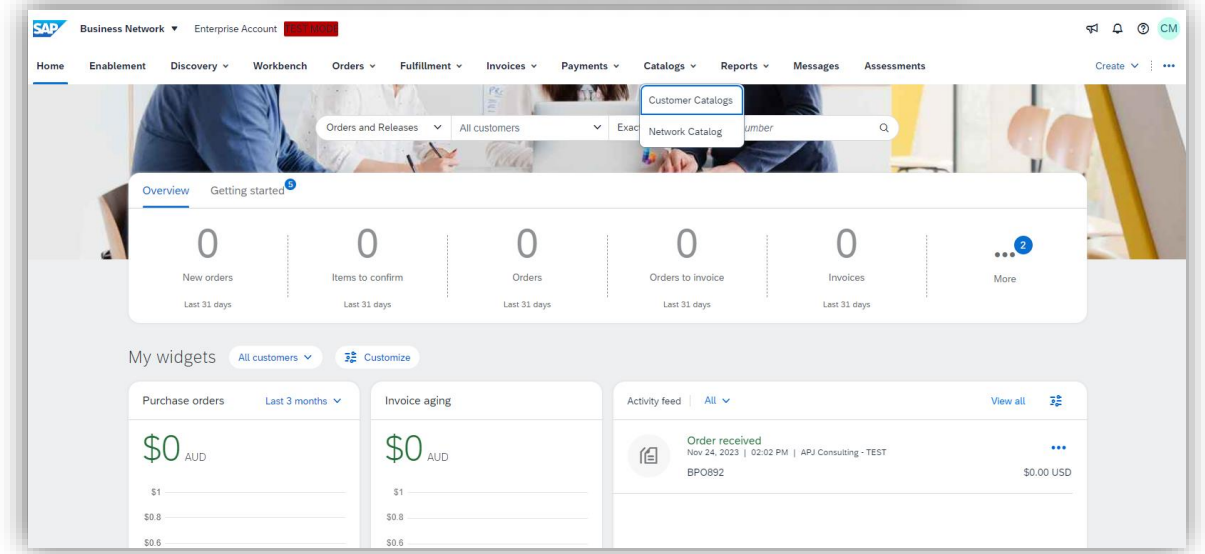 SAP Business Network Enterprise Account TEST MODE CM
Home Enablement Discovery Workbench Orders Fulfillment Invoices Payments Catalogs Reports Messages Assessments Create
Customer Catalogs
Orders and Releases All customers Exac umber
Network Catalog
Overview Getting started 5
0 0 0 0 0 ... 2
New orders Items to confirm Orders Orders to invoice Invoices More
Last 31 days Last 31 days Last 31 days Last 31 days Last 31 days
My widgets All customers Customize
Purchase orders Last 3 months Invoice aging Activity feed All View all
$0 AUD $0 AUD
Order received
Nov 24, 2023 | 02:02 PM | APJ Consulting - TEST
BPO892 $0.00 USD
$1 $1
$0.8 $0.8
$0.6 $0.6